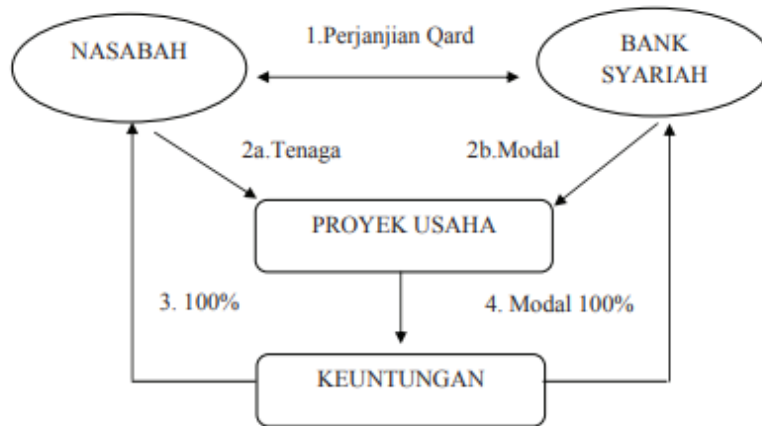 NASABAH
1.Perjanjian Qard
BANK
SYARIAH
2a.Tenaga
2b.Modal
PROYEK USAHA
3. 100%
4. Modal 100%
KEUNTUNGAN